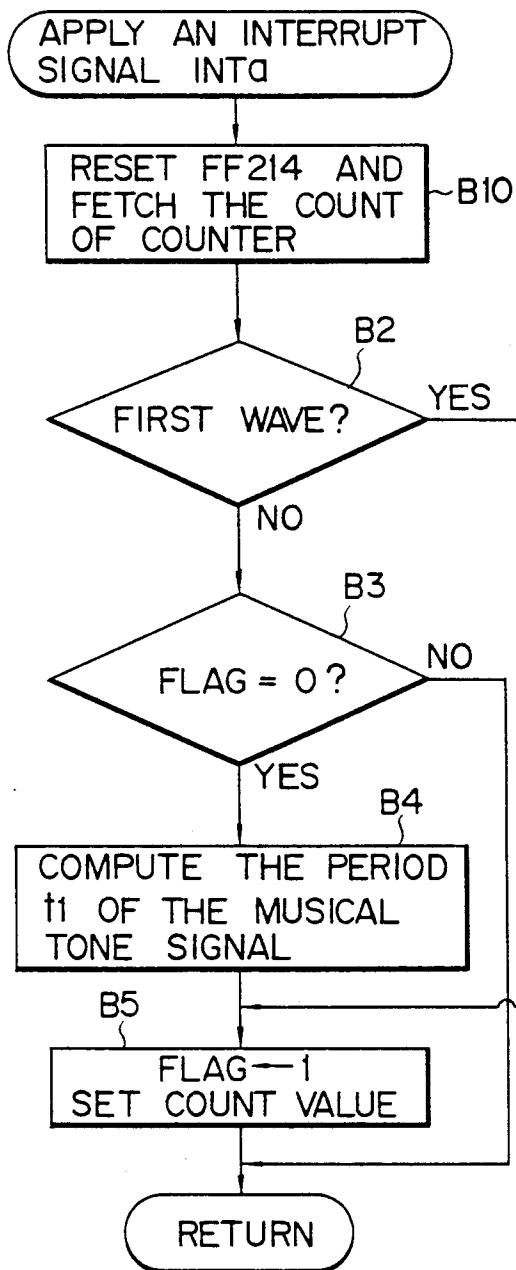 APPLY AN INTERRUPT
SIGNAL INTa
RESET FF214 AND
FETCH THE COUNT
OF COUNTER
B10
B2
FIRST WAVE?
YES
NO
B3
FLAG = 0?
NO
YES
B4
COMPUTE THE PERIOD
t1 OF THE MUSICAL
TONE SIGNAL
B5
FLAG←1
SET COUNT VALUE
RETURN